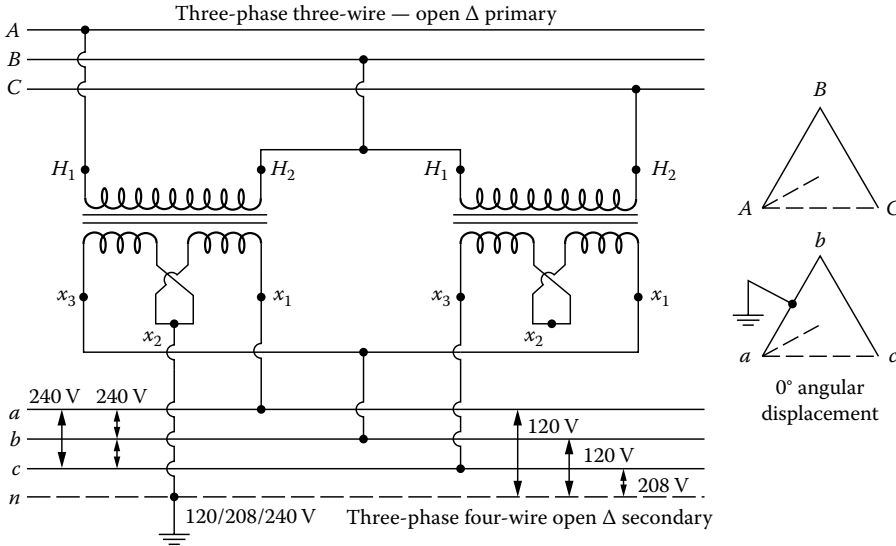 Three-phase three-wire — open Δ primary
A
B
C
H1 H2 H1 H2
x3 x1 x3 x1
x2 x2
240 V 240 V
a
b
c
n
120 V
120 V
208 V
120/208/240 V
Three-phase four-wire open Δ secondary
B
A C
b
a c
0° angular
displacement